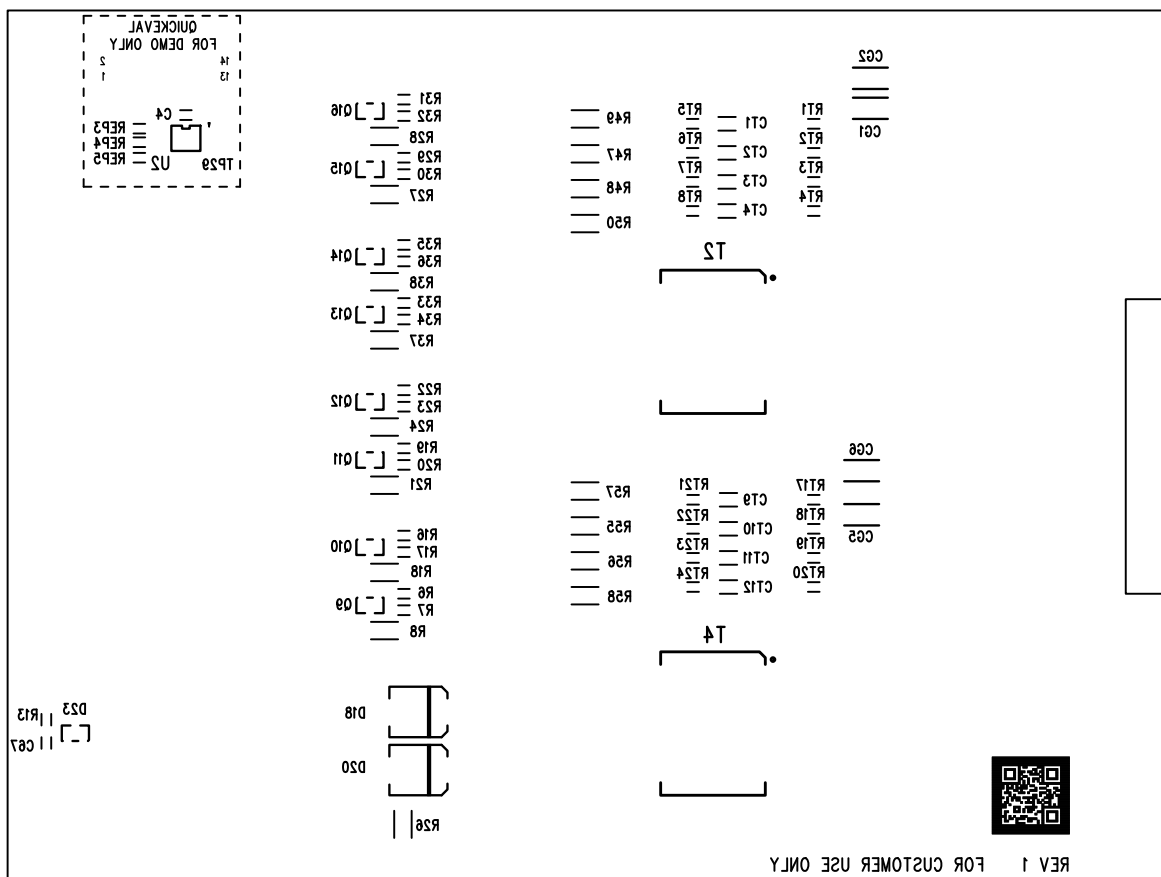 QUICKEVAL
FOR DEMO ONLY
2 14
1 13
C4
REP3
REP4
REP5
U2
TP29
Q16
R31
R32
R28
Q15
R29
R30
R27
Q14
R35
R36
R38
Q13
R33
R34
R37
Q12
R22
R23
R24
Q11
R19
R20
R21
Q10
R16
R17
R18
Q9
R6
R7
R8
R49
R47
R48
R50
RT5
RT6
RT7
RT8
CT1
CT2
CT3
CT4
RT1
RT2
RT3
RT4
CG2
CG1
T2
R57
R55
R56
R58
RT21
RT22
RT23
RT24
CT9
CT10
CT11
CT12
RT17
RT18
RT19
RT20
CG6
CG5
T4
D18
D20
R26
R13
D23
C67
REV 1 FOR CUSTOMER USE ONLY